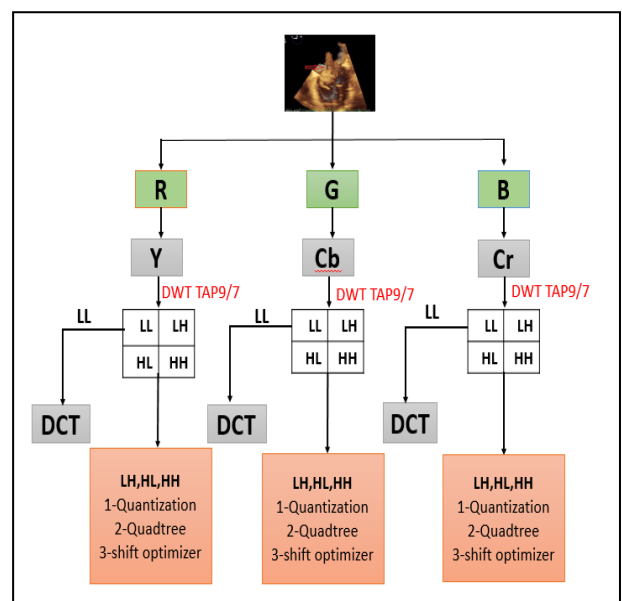 R
G
B
Y
Cb
Cr
DWT TAP9/7
DWT TAP9/7
DWT TAP9/7
LL
LL LH
HL HH
LL
LL LH
HL HH
LL
LL LH
HL HH
DCT
DCT
DCT
LH,HL,HH
1-Quantization
2-Quadtree
3-shift optimizer
LH,HL,HH
1-Quantization
2-Quadtree
3-shift optimizer
LH,HL,HH
1-Quantization
2-Quadtree
3-shift optimizer